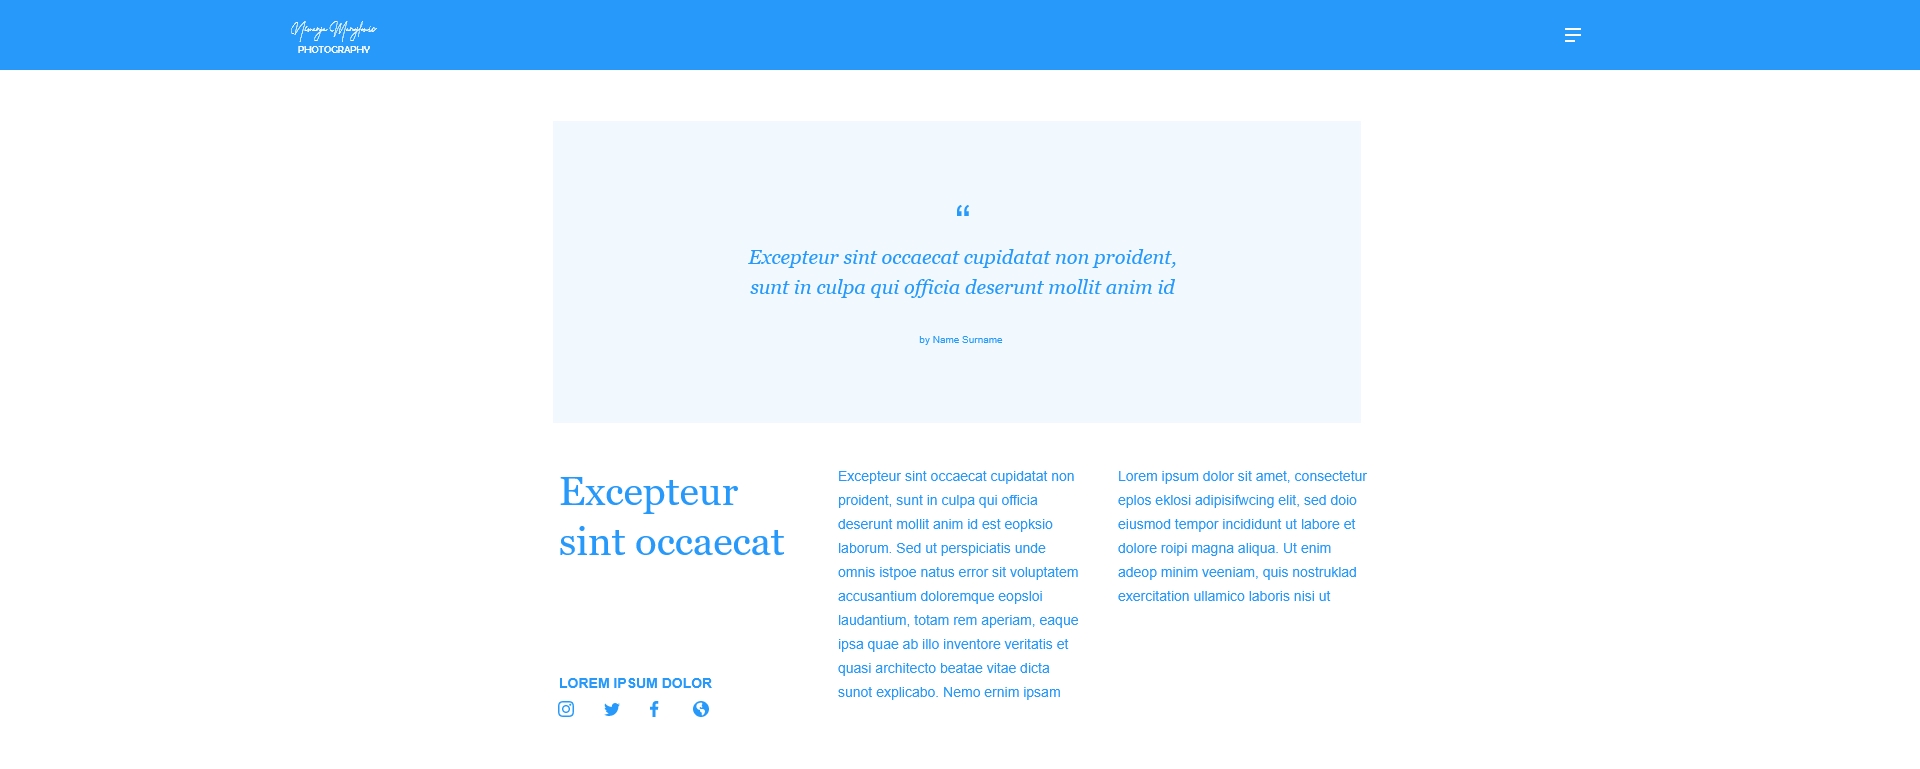 PHOTOGRAPHY
“
Excepteur sint occaecat cupidatat non proident,
sunt in culpa qui officia deserunt mollit anim id
by Name Surname
Excepteur
sint occaecat
LOREM IPSUM DOLOR
Excepteur sint occaecat cupidatat non
proident, sunt in culpa qui officia
deserunt mollit anim id est eopksio
laborum. Sed ut perspiciatis unde
omnis istpoe natus error sit voluptatem
accusantium doloremque eopsloi
laudantium, totam rem aperiam, eaque
ipsa quae ab illo inventore veritatis et
quasi architecto beatae vitae dicta
sunot explicabo. Nemo ernim ipsam
Lorem ipsum dolor sit amet, consectetur
eplos eklosi adipisifwcing elit, sed doio
eiusmod tempor incididunt ut labore et
dolore roipi magna aliqua. Ut enim
adeop minim veeniam, quis nostruklad
exercitation ullamico laboris nisi ut